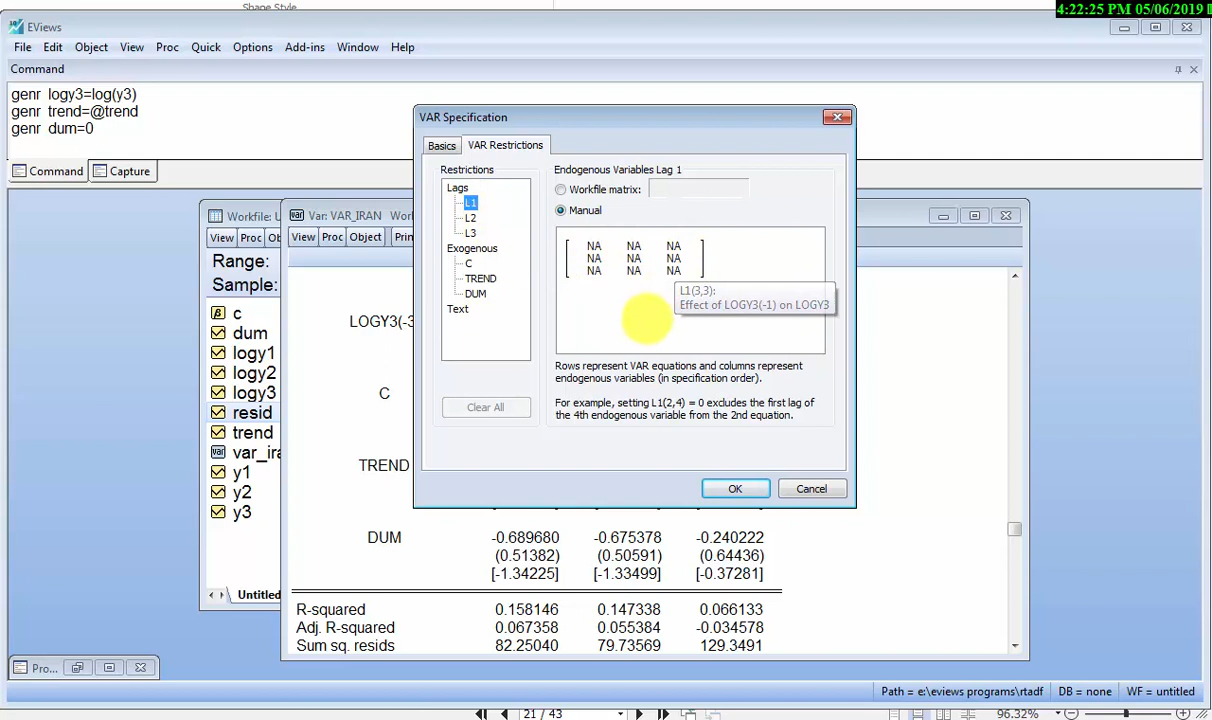 Shape Style
4:22:25 PM 05/06/2019
EViews
File Edit Object View Proc Quick Options Add-ins Window Help
Command
genr logy3=log(y3)
genr trend=@trend
genr dum=0
Command Capture
VAR Specification
Basics VAR Restrictions
Restrictions
Lags
L1
L2
L3
Exogenous
C
TREND
DUM
Text
Clear All
Endogenous Variables Lag 1
Workfile matrix:
Manual
NA NA NA
NA NA NA
NA NA NA
L1(3,3):
Effect of LOGY3(-1) on LOGY3
Rows represent VAR equations and columns represent
endogenous variables (in specification order).
For example, setting L1(2,4) = 0 excludes the first lag of
the 4th endogenous variable from the 2nd equation.
OK Cancel
Workfile: U
View Proc Ob
Range:
Sample:
c
dum
logy1
logy2
logy3
resid
trend
var_ira
y1
y2
y3
Untitled
Var: VAR_IRAN Wo
View Proc Object Prin
LOGY3(-3
C
TREND
DUM -0.689680 -0.675378 -0.240222
(0.51382) (0.50591) (0.64436)
[-1.34225] [-1.33499] [-0.37281]
R-squared 0.158146 0.147338 0.066133
Adj. R-squared 0.067358 0.055384 -0.034578
Sum sq. resids 82.25040 79.73569 129.3491
Pro...
Path = e:\eviews programs\rtadf DB = none WF = untitled
21 / 43 96.32%